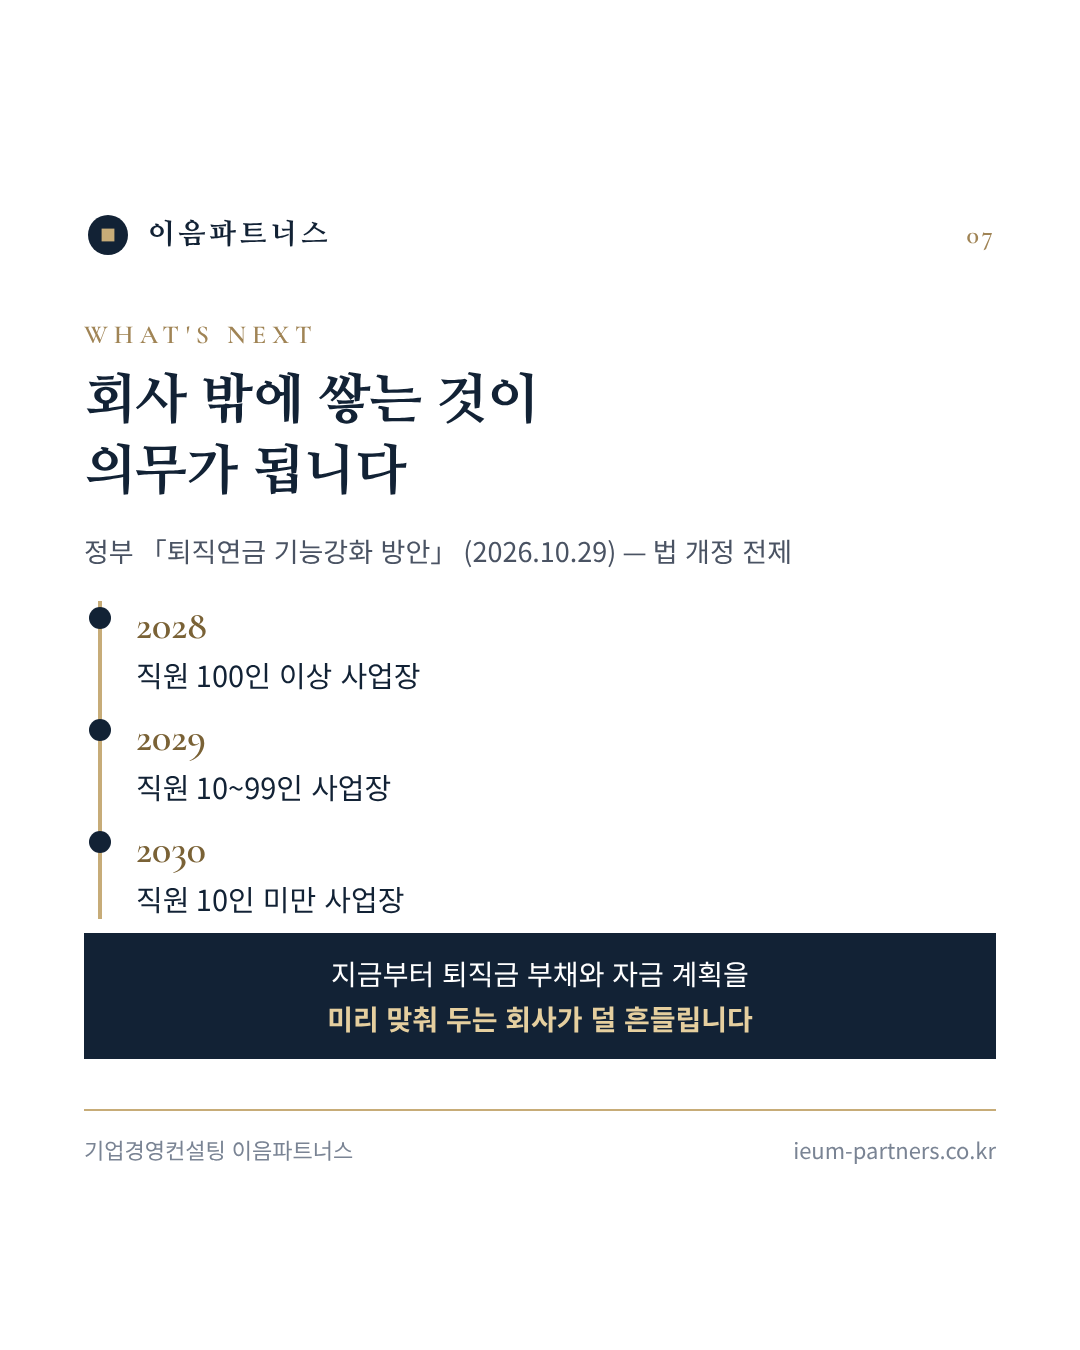 이음파트너스
07
WHAT'S NEXT
회사 밖에 쌓는 것이
의무가 됩니다
정부 「퇴직연금 기능강화 방안」 (2026.10.29) — 법 개정 전제
2028
직원 100인 이상 사업장
2029
직원 10~99인 사업장
2030
직원 10인 미만 사업장
지금부터 퇴직금 부채와 자금 계획을
미리 맞춰 두는 회사가 덜 흔들립니다
기업경영컨설팅 이음파트너스
ieum-partners.co.kr